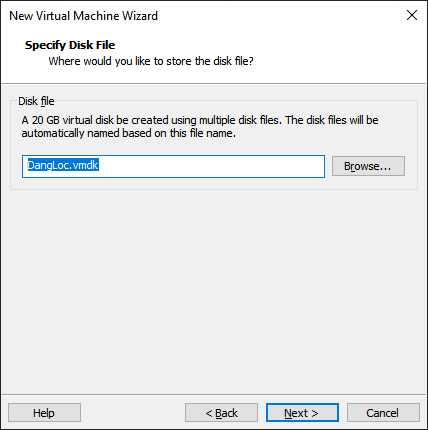 New Virtual Machine Wizard
Specify Disk File
Where would you like to store the disk file?
Disk file
A 20 GB virtual disk be created using multiple disk files. The disk files will be
automatically named based on this file name.
DangLoc.vmdk
Browse...
Help
< Back
Next >
Cancel